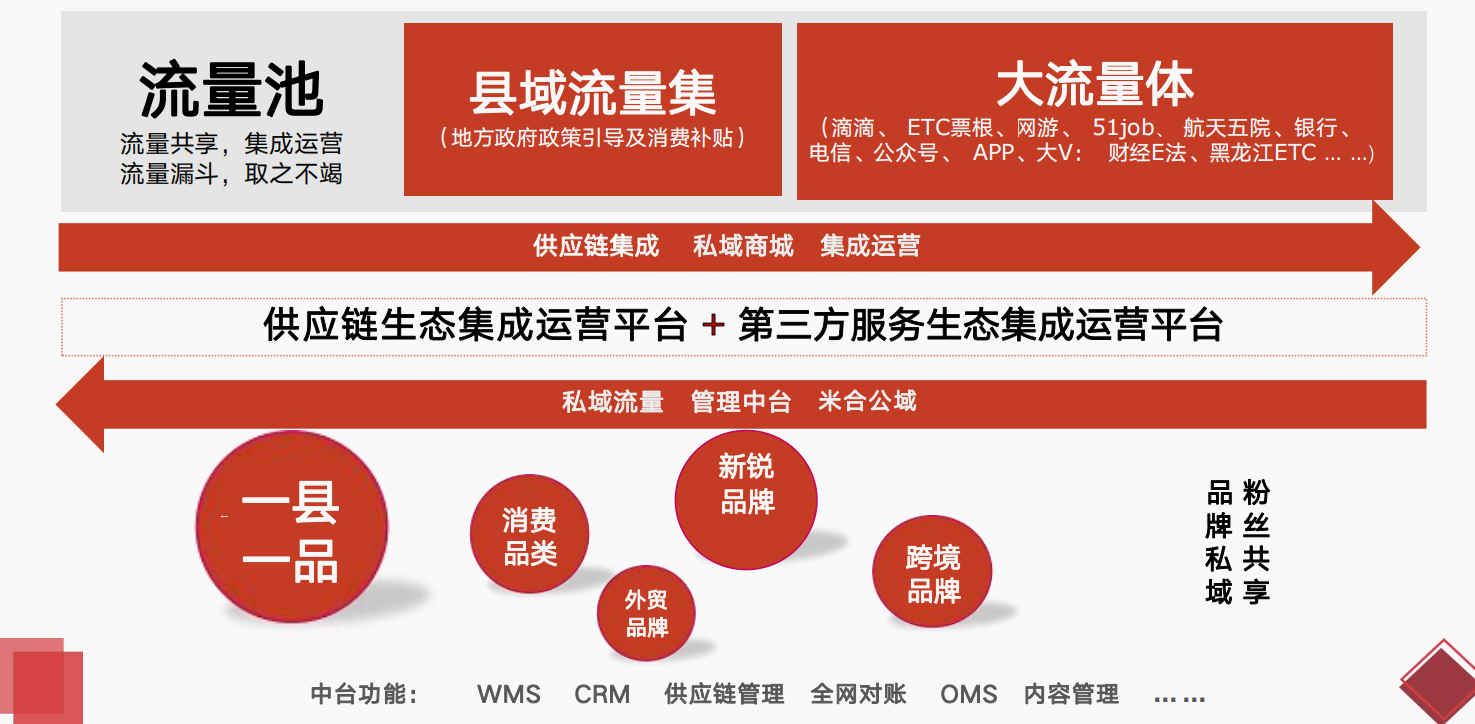 流量池
流量共享，集成运营
流量漏斗，取之不竭
县域流量集
（地方政府政策引导及消费补贴）
大流量体
（滴滴、 ETC票根、网游、 51job、 航天五院、银行、
电信、公众号、 APP、大V： 财经E法、黑龙江ETC ... ...）
供应链集成 私域商城 集成运营
供应链生态集成运营平台 + 第三方服务生态集成运营平台
私域流量 管理中台 米合公域
一县
一品
消费
品类
外贸
品牌
新锐
品牌
跨境
品牌
品牌私域
粉丝共享
中台功能： WMS CRM 供应链管理 全网对账 OMS 内容管理 ... ...